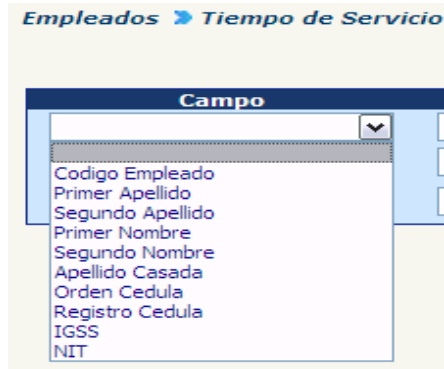 Empleados Tiempo de Servicio
Campo
Codigo Empleado
Primer Apellido
Segundo Apellido
Primer Nombre
Segundo Nombre
Apellido Casada
Orden Cedula
Registro Cedula
IGSS
NIT